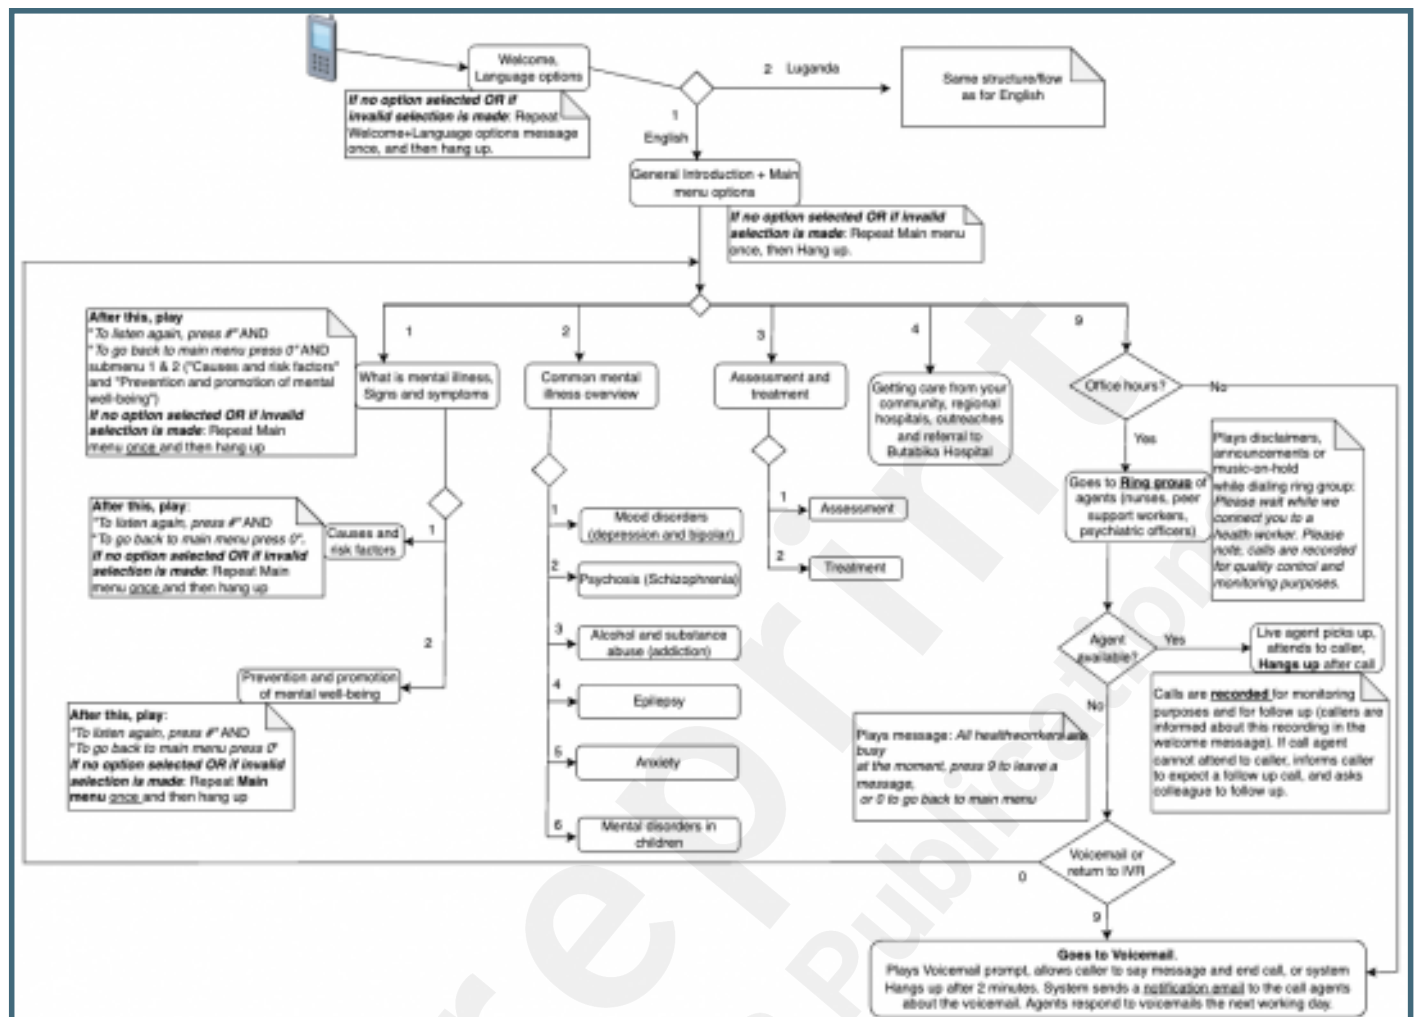 Welcome,
Language options
If no option selected OR if
invalid selection is made: Repeat
Welcome+Language options message
once, and then hang up.
2 Luganda
Same structure/flow
as for English
1
English
General Introduction + Main
menu options
If no option selected OR if invalid
selection is made: Repeat Main menu
once, then Hang up.
1
2
3
4
9
After this, play
"To listen again, press #" AND
"To go back to main menu press 0" AND
submenu 1 & 2 ("Causes and risk factors"
and "Prevention and promotion of mental
well-being")
If no option selected OR if invalid
selection is made: Repeat Main
menu once and then hang up
What is mental illness,
Signs and symptoms
Common mental
illness overview
Assessment and
treatment
Getting care from your
community, regional
hospitals, outreaches
and referral to
Butabika Hospital
Office hours?
No
Yes
Plays disclaimers,
announcements or
music-on-hold
while dialing ring group:
Please wait while we
connect you to a
health worker. Please
note, calls are recorded
for quality control and
monitoring purposes.
Goes to Ring group of
agents (nurses, peer
support workers,
psychiatric officers)
After this, play:
"To listen again, press #" AND
"To go back to main menu press 0".
If no option selected OR if invalid
selection is made: Repeat Main
menu once and then hang up
Causes and
risk factors
1
2
Prevention and promotion
of mental well-being
After this, play:
"To listen again, press #" AND
"To go back to main menu press 0'
If no option selected OR if invalid
selection is made: Repeat Main
menu once and then hang up
1
Mood disorders
(depression and bipolar)
2
Psychosis (Schizophrenia)
3
Alcohol and substance
abuse (addiction)
4
Epilepsy
5
Anxiety
6
Mental disorders in
children
1
Assessment
2
Treatment
Agent
available?
Yes
Live agent picks up,
attends to caller,
Hangs up after call
No
Calls are recorded for monitoring
purposes and for follow up (callers are
informed about this recording in the
welcome message). If call agent
cannot attend to caller, informs caller
to expect a follow up call, and asks
colleague to follow up.
Plays message: All healthworkers are
busy
at the moment, press 9 to leave a
message,
or 0 to go back to main menu
Voicemail or
return to IVR
0
9
Goes to Voicemail.
Plays Voicemail prompt, allows caller to say message and end call, or system
Hangs up after 2 minutes. System sends a notification email to the call agents
about the voicemail. Agents respond to voicemails the next working day.
eprint
Publication